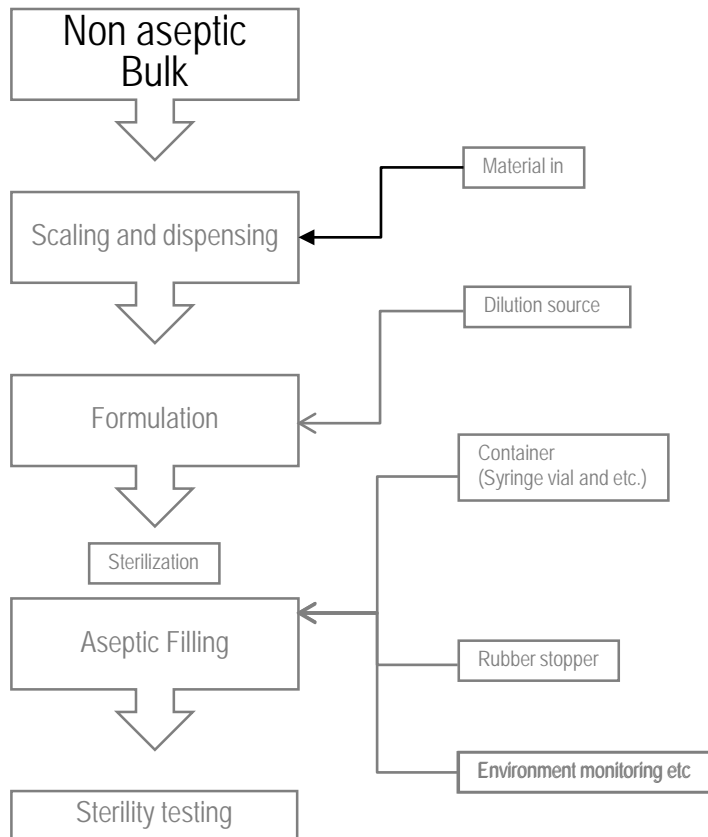 Non aseptic
Bulk
Material in
Scaling and dispensing
Dilution source
Formulation
Container
(Syringe vial and etc.)
Sterilization
Aseptic Filling
Rubber stopper
Environment monitoring etc
Sterility testing